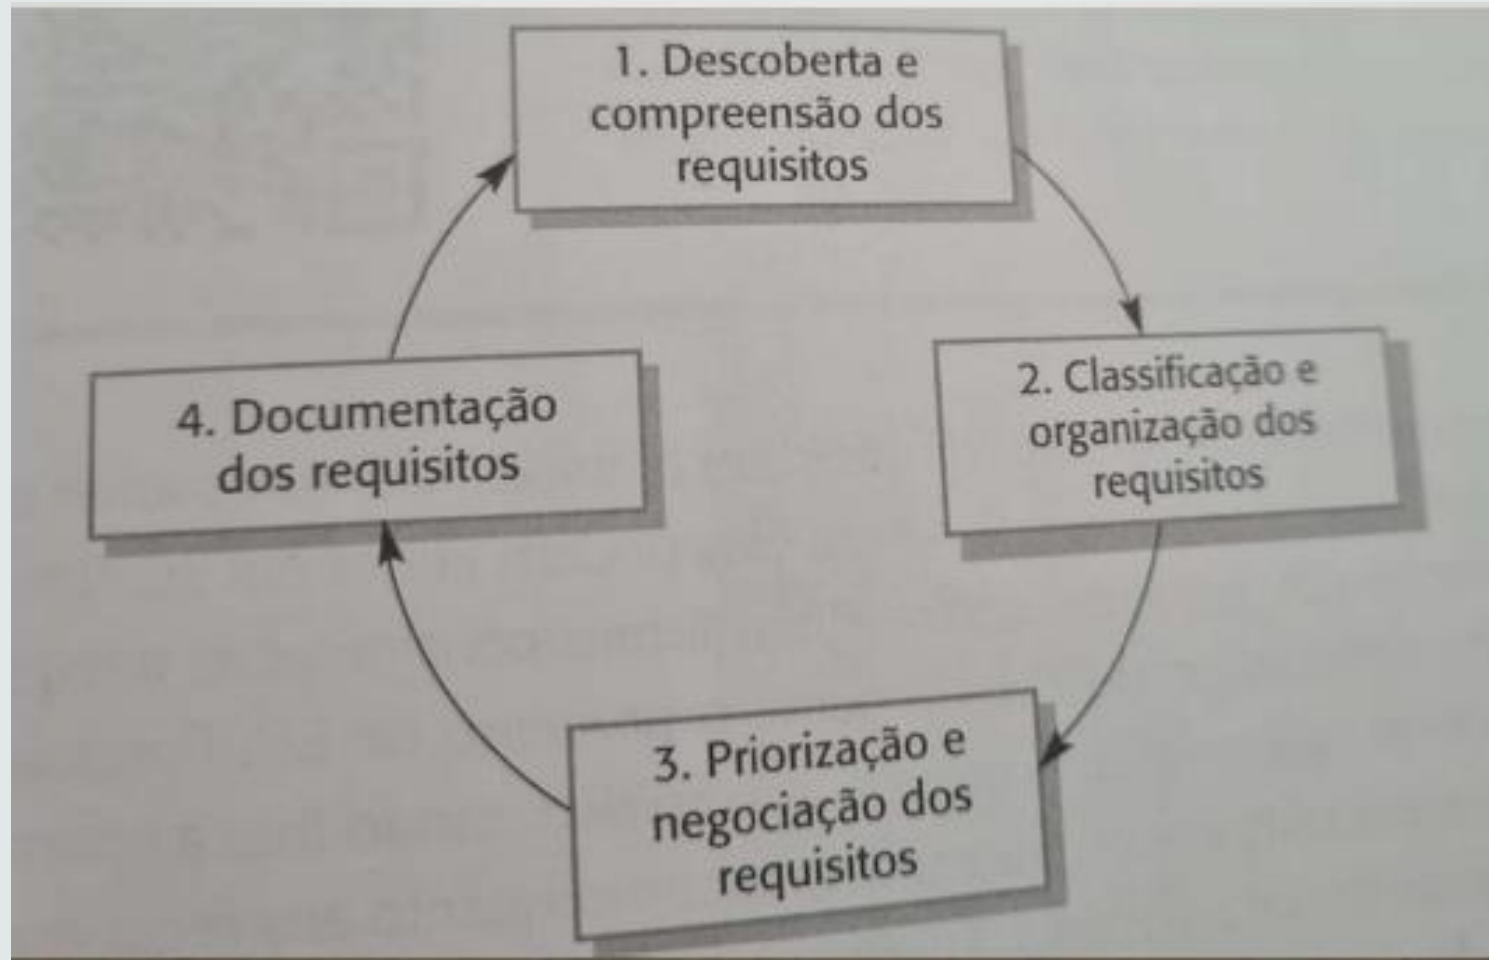 1. Descoberta e
compreensão dos
requisitos
2. Classificação e
organização dos
requisitos
3. Priorização e
negociação dos
requisitos
4. Documentação
dos requisitos